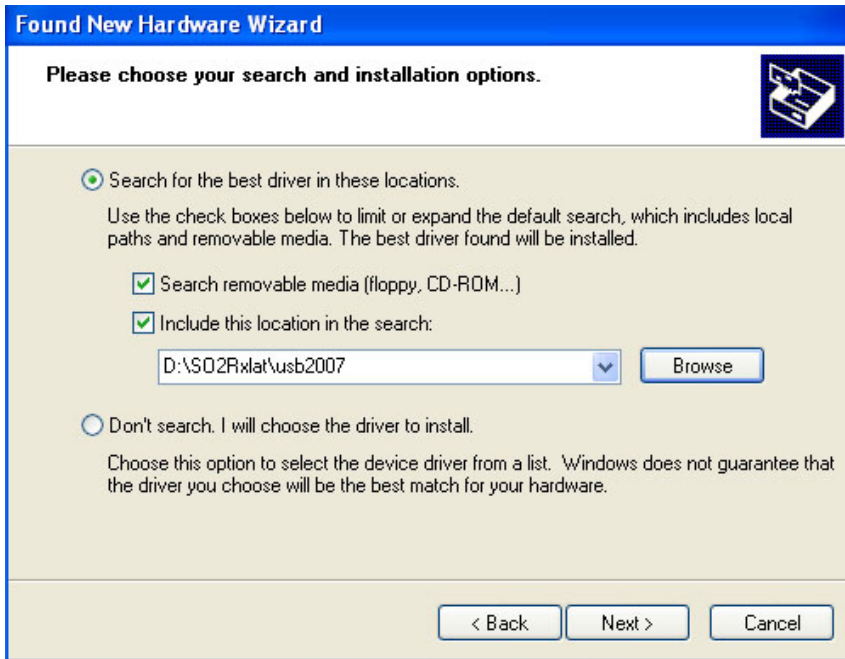 Found New Hardware Wizard
Please choose your search and installation options.
Search for the best driver in these locations.
Use the check boxes below to limit or expand the default search, which includes local
paths and removable media. The best driver found will be installed.
Search removable media (floppy, CD-ROM...)
Include this location in the search:
D:\SO2Rxlat\usb2007
Browse
Don't search. I will choose the driver to install.
Choose this option to select the device driver from a list. Windows does not guarantee that
the driver you choose will be the best match for your hardware.
< Back Next > Cancel